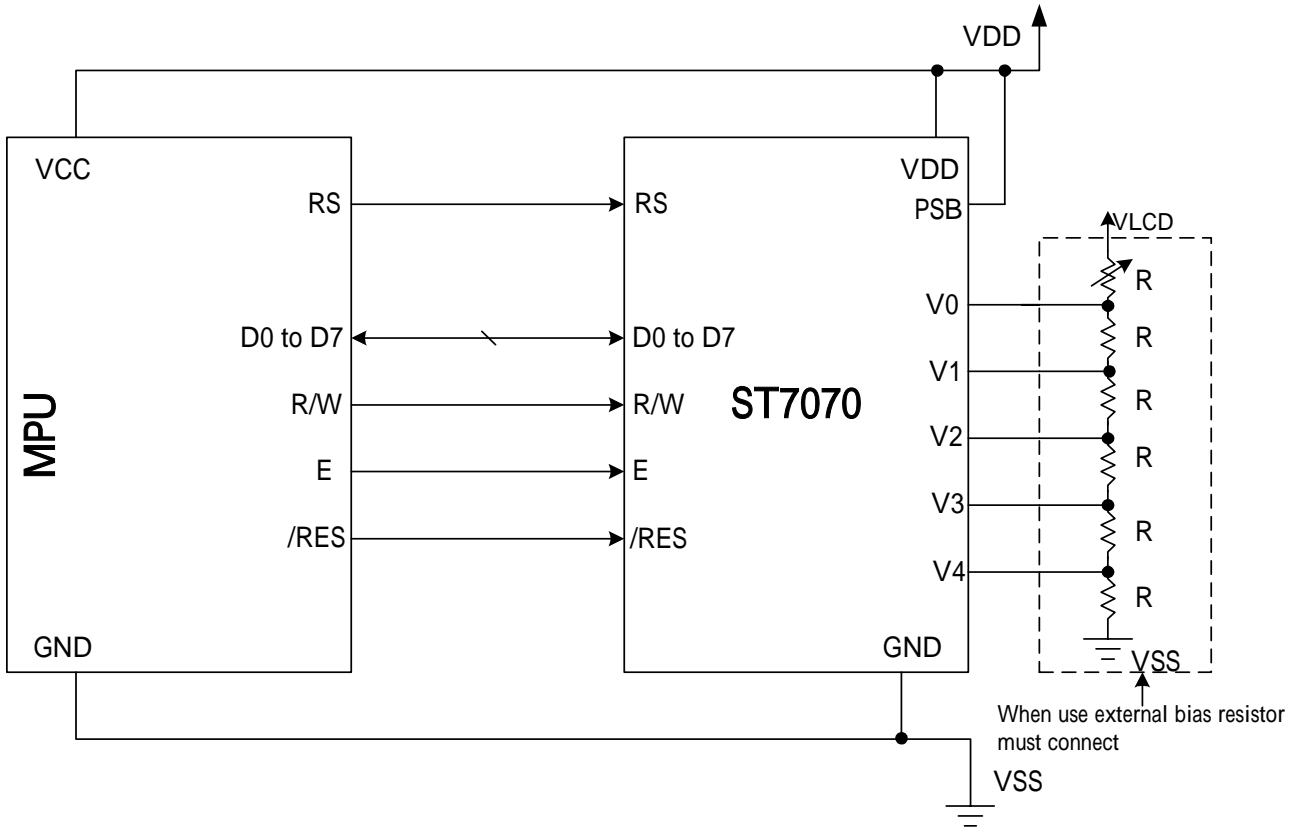 VDD
VCC
VDD
RS
RS
PSB
VLCD
R
V0
D0 to D7
D0 to D7
R
V1
MPU
R/W
R/W
ST7070
R
V2
E
E
R
V3
/RES
/RES
R
V4
R
GND
GND
VSS
When use external bias resistor
must connect
VSS